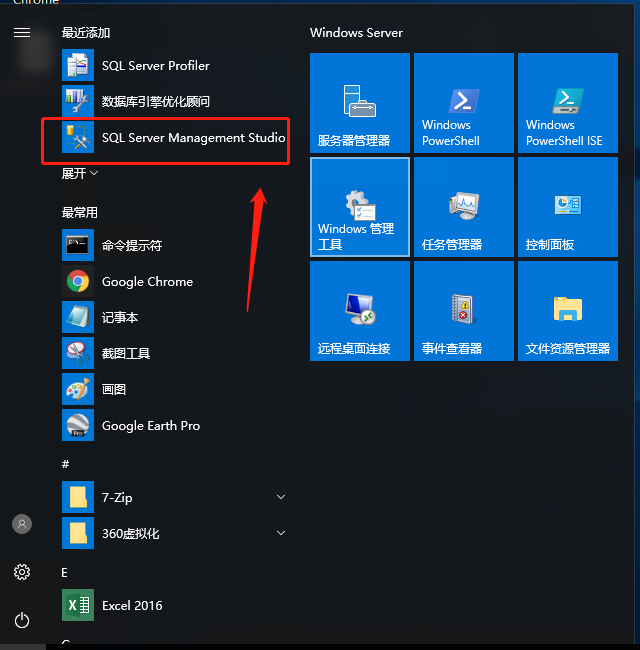 Chrome
最近添加
SQL Server Profiler
数据库引擎优化顾问
SQL Server Management Studio
展开
最常用
命令提示符
Google Chrome
记事本
截图工具
画图
Google Earth Pro
#
7-Zip
360虚拟化
E
Excel 2016
G
Windows Server
服务器管理器
Windows
PowerShell
Windows
PowerShell ISE
Windows 管理
工具
任务管理器
控制面板
远程桌面连接
事件查看器
文件资源管理器